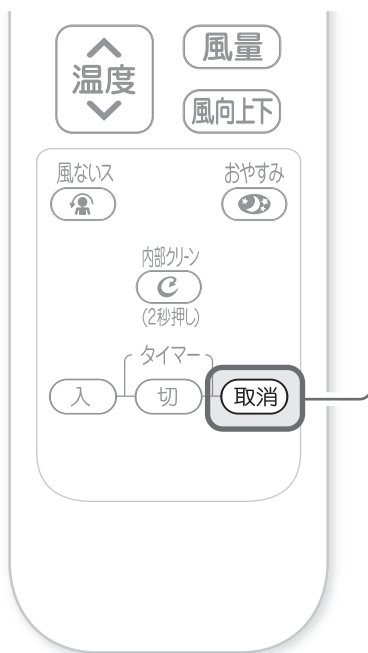 温度
風量
風向上下
風ないス
おやすみ
内部クリーン
(2秒押し)
タイマー
入
切
取消